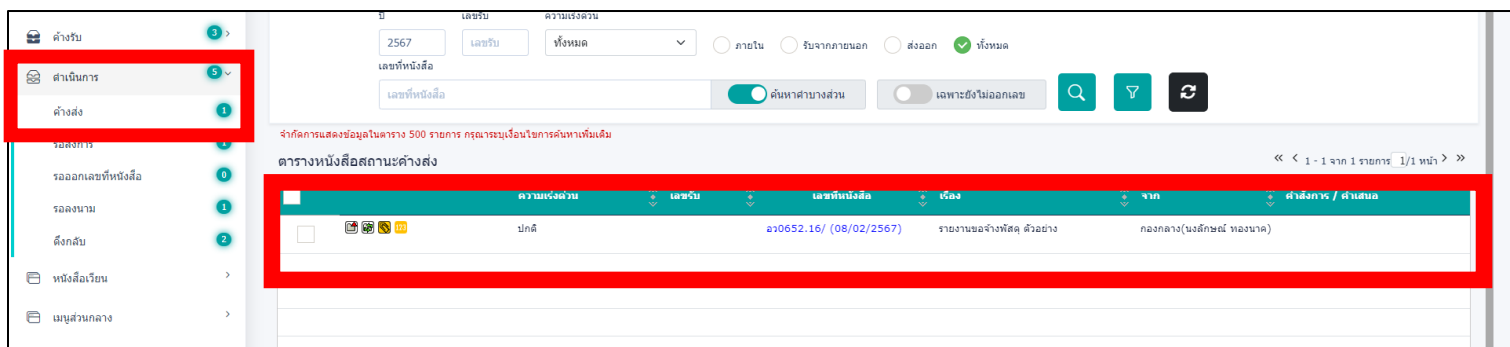 ปี เลขรับ ความเร่งด่วน
ค้างรับ 3
2567 เลขรับ ทั้งหมด ภายใน รับจากภายนอก ส่งออก ทั้งหมด
เลขที่หนังสือ
ดำเนินการ 5
เลขที่หนังสือ ค้นหาคำบางส่วน เฉพาะยังไม่ออกเลข
ค้างส่ง 1
จำกัดการแสดงข้อมูลในตาราง 500 รายการ กรุณาระบุเงื่อนไขการค้นหาเพิ่มเติม
รอสั่งการ 1
ตารางหนังสือสถานะค้างส่ง 1 - 1 จาก 1 รายการ 1/1 หน้า
รอออกเลขที่หนังสือ 0
ความเร่งด่วน เลขรับ เลขที่หนังสือ เรื่อง จาก คำสั่งการ / คำเสนอ
รอลงนาม 1
ปกติ อว0652.16/ (08/02/2567) รายงานขอจ้างพัสดุ ตัวอย่าง กองกลาง(นงลักษณ์ ทองนาค)
ดึงกลับ 2
หนังสือเวียน
เมนูส่วนกลาง